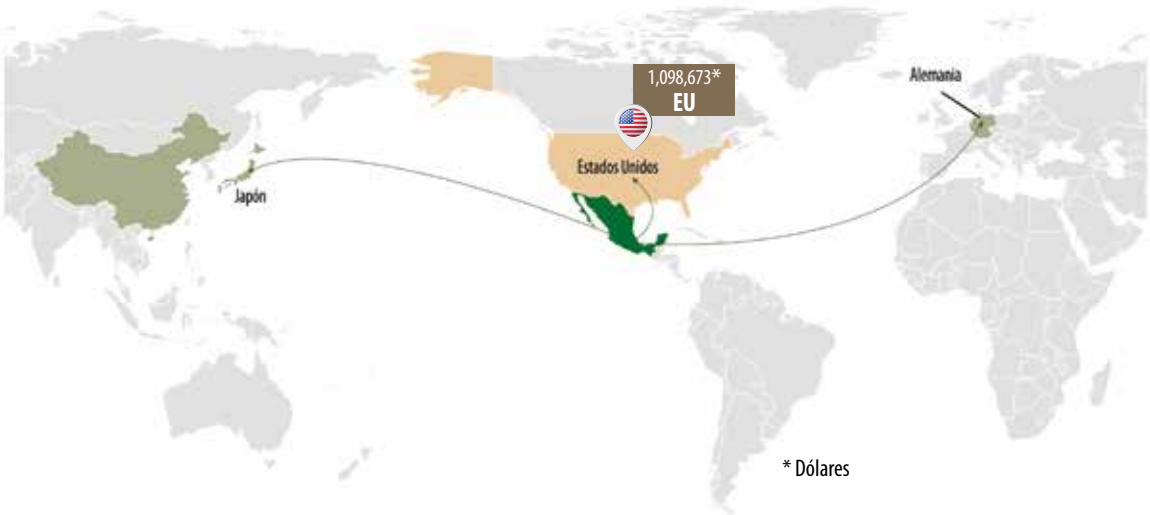 1,098,673*
EU
Alemania
Estados Unidos
Japón
* Dólares